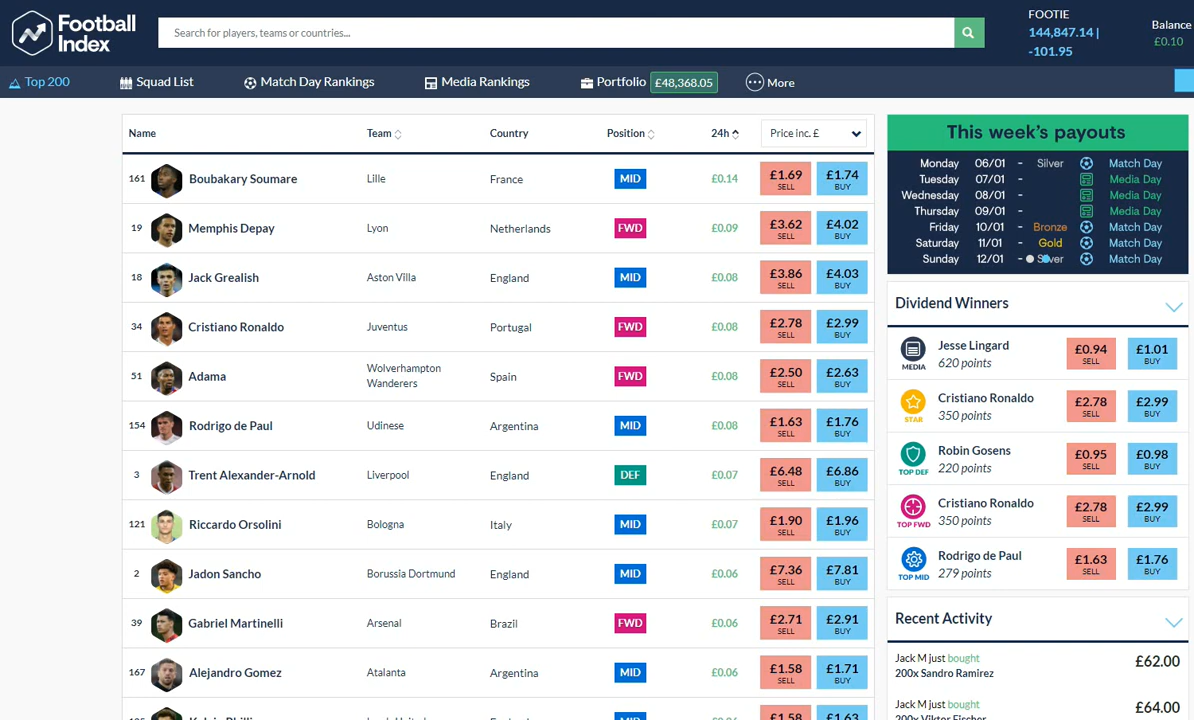 Football
Index
Search for players, teams or countries...
FOOTIE
144,847.14 |
-101.95
Balance
£0.10
Top 200
Squad List
Match Day Rankings
Media Rankings
Portfolio £48,368.05
More
Name Team Country Position 24h Price inc. £
161 Boubakary Soumare Lille France MID £0.14 £1.69 SELL £1.74 BUY
19 Memphis Depay Lyon Netherlands FWD £0.09 £3.62 SELL £4.02 BUY
18 Jack Grealish Aston Villa England MID £0.08 £3.86 SELL £4.03 BUY
34 Cristiano Ronaldo Juventus Portugal FWD £0.08 £2.78 SELL £2.99 BUY
51 Adama Wolverhampton Wanderers Spain FWD £0.08 £2.50 SELL £2.63 BUY
154 Rodrigo de Paul Udinese Argentina MID £0.08 £1.63 SELL £1.76 BUY
3 Trent Alexander-Arnold Liverpool England DEF £0.07 £6.48 SELL £6.86 BUY
121 Riccardo Orsolini Bologna Italy MID £0.07 £1.90 SELL £1.96 BUY
2 Jadon Sancho Borussia Dortmund England MID £0.06 £7.36 SELL £7.81 BUY
39 Gabriel Martinelli Arsenal Brazil FWD £0.06 £2.71 SELL £2.91 BUY
167 Alejandro Gomez Atalanta Argentina MID £0.06 £1.58 SELL £1.71 BUY
£1.58 £1.63
This week's payouts
Monday 06/01 - Silver Match Day
Tuesday 07/01 - Media Day
Wednesday 08/01 - Media Day
Thursday 09/01 - Media Day
Friday 10/01 - Bronze Match Day
Saturday 11/01 - Gold Match Day
Sunday 12/01 - Silver Match Day
Dividend Winners
MEDIA Jesse Lingard 620 points £0.94 SELL £1.01 BUY
STAR Cristiano Ronaldo 350 points £2.78 SELL £2.99 BUY
TOP DEF Robin Gosens 220 points £0.95 SELL £0.98 BUY
TOP FWD Cristiano Ronaldo 350 points £2.78 SELL £2.99 BUY
TOP MID Rodrigo de Paul 279 points £1.63 SELL £1.76 BUY
Recent Activity
Jack M just bought £62.00
200x Sandro Ramirez
Jack M just bought £64.00
200x Viktor Fischer